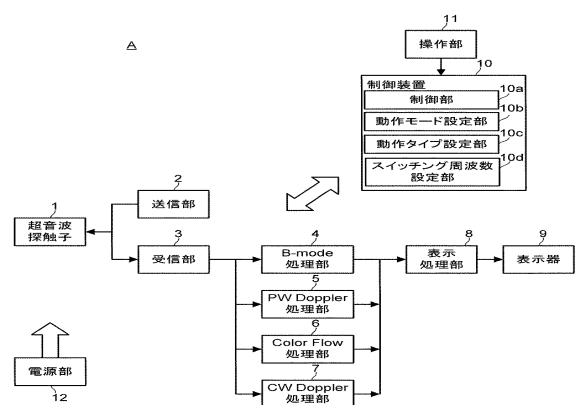 A
11
操作部
10
制御装置
10a
制御部
10b
動作モード設定部
10c
動作タイプ設定部
10d
スイッチング周波数
設定部
1
超音波
探触子
2
送信部
3
受信部
4
B-mode
処理部
5
PW Doppler
処理部
6
Color Flow
処理部
7
CW Doppler
処理部
8
表示
処理部
9
表示器
電源部
12